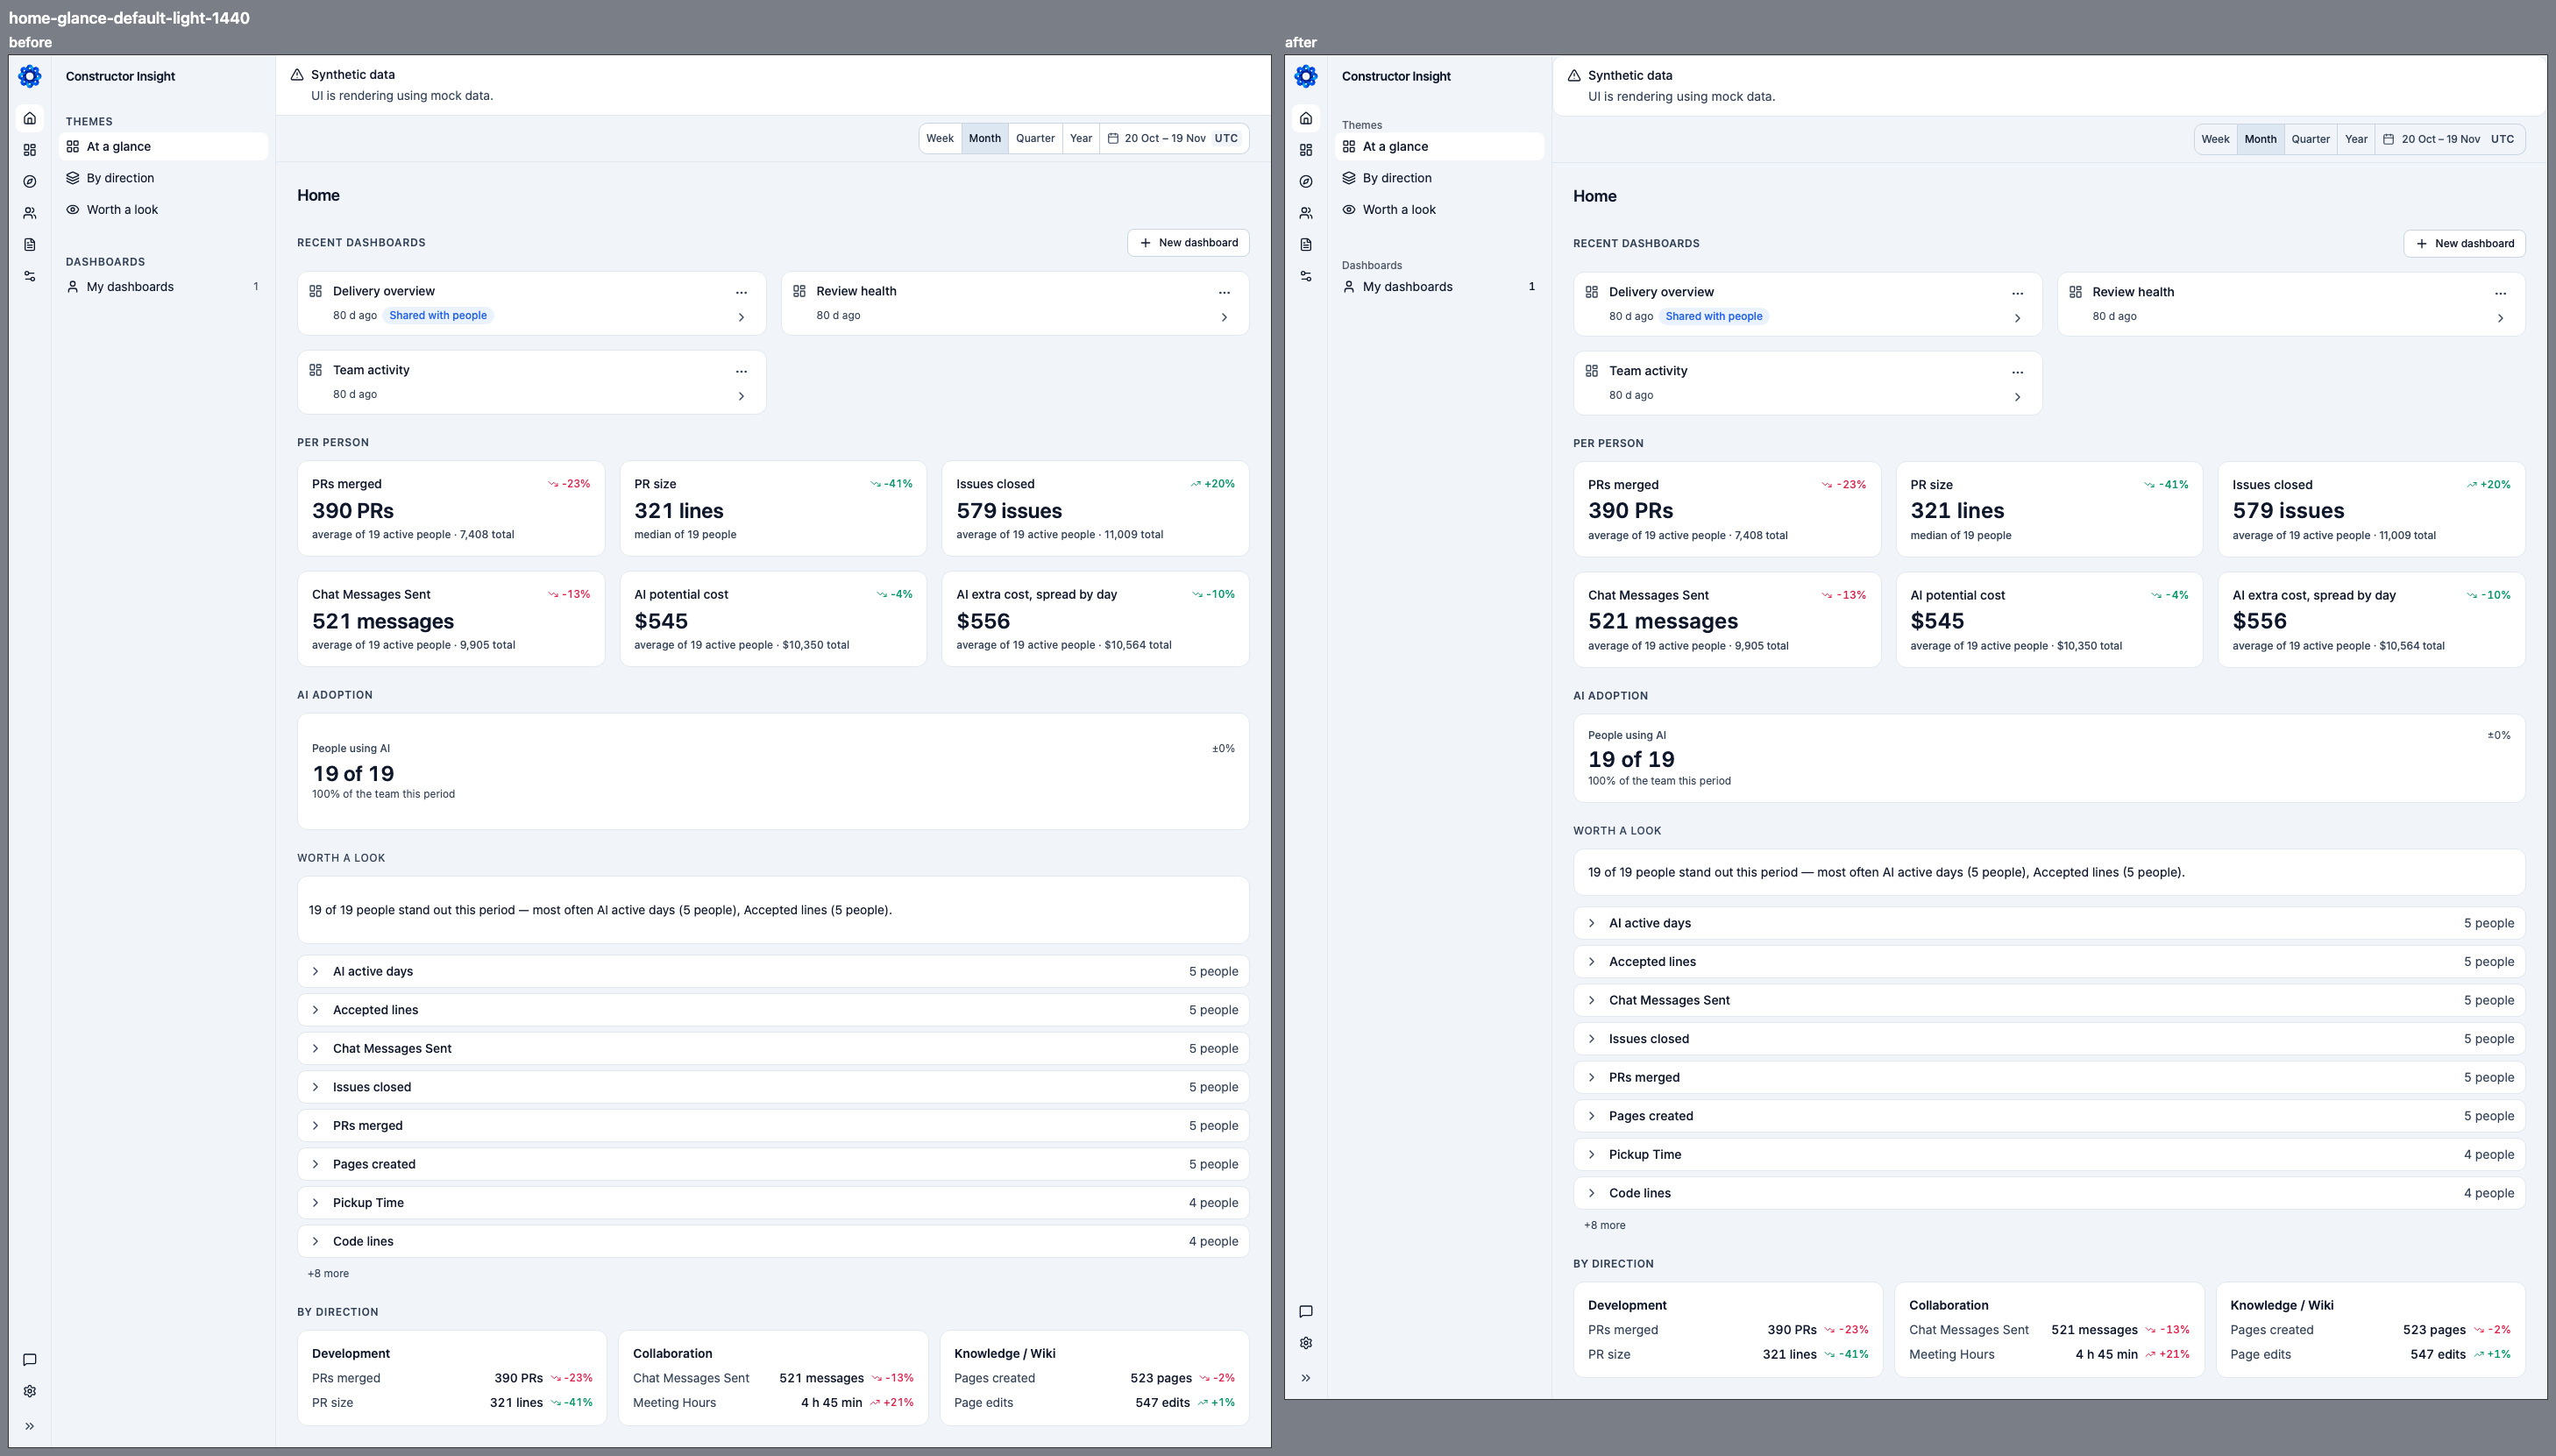 home-glance-default-light-1440
before
Constructor Insight
THEMES
At a glance
By direction
Worth a look
DASHBOARDS
My dashboards 1
Synthetic data
UI is rendering using mock data.
Week Month Quarter Year 20 Oct – 19 Nov UTC
Home
RECENT DASHBOARDS
New dashboard
Delivery overview
80 d ago Shared with people
Review health
80 d ago
Team activity
80 d ago
PER PERSON
PRs merged -23%
390 PRs
average of 19 active people · 7,408 total
PR size -41%
321 lines
median of 19 people
Issues closed +20%
579 issues
average of 19 active people · 11,009 total
Chat Messages Sent -13%
521 messages
average of 19 active people · 9,905 total
AI potential cost -4%
$545
average of 19 active people · $10,350 total
AI extra cost, spread by day -10%
$556
average of 19 active people · $10,564 total
AI ADOPTION
People using AI ±0%
19 of 19
100% of the team this period
WORTH A LOOK
19 of 19 people stand out this period — most often AI active days (5 people), Accepted lines (5 people).
AI active days 5 people
Accepted lines 5 people
Chat Messages Sent 5 people
Issues closed 5 people
PRs merged 5 people
Pages created 5 people
Pickup Time 4 people
Code lines 4 people
+8 more
BY DIRECTION
Development
PRs merged 390 PRs -23%
PR size 321 lines -41%
Collaboration
Chat Messages Sent 521 messages -13%
Meeting Hours 4 h 45 min +21%
Knowledge / Wiki
Pages created 523 pages -2%
Page edits 547 edits +1%
after
Constructor Insight
Themes
At a glance
By direction
Worth a look
Dashboards
My dashboards 1
Synthetic data
UI is rendering using mock data.
Week Month Quarter Year 20 Oct – 19 Nov UTC
Home
RECENT DASHBOARDS
New dashboard
Delivery overview
80 d ago Shared with people
Review health
80 d ago
Team activity
80 d ago
PER PERSON
PRs merged -23%
390 PRs
average of 19 active people · 7,408 total
PR size -41%
321 lines
median of 19 people
Issues closed +20%
579 issues
average of 19 active people · 11,009 total
Chat Messages Sent -13%
521 messages
average of 19 active people · 9,905 total
AI potential cost -4%
$545
average of 19 active people · $10,350 total
AI extra cost, spread by day -10%
$556
average of 19 active people · $10,564 total
AI ADOPTION
People using AI ±0%
19 of 19
100% of the team this period
WORTH A LOOK
19 of 19 people stand out this period — most often AI active days (5 people), Accepted lines (5 people).
AI active days 5 people
Accepted lines 5 people
Chat Messages Sent 5 people
Issues closed 5 people
PRs merged 5 people
Pages created 5 people
Pickup Time 4 people
Code lines 4 people
+8 more
BY DIRECTION
Development
PRs merged 390 PRs -23%
PR size 321 lines -41%
Collaboration
Chat Messages Sent 521 messages -13%
Meeting Hours 4 h 45 min +21%
Knowledge / Wiki
Pages created 523 pages -2%
Page edits 547 edits +1%